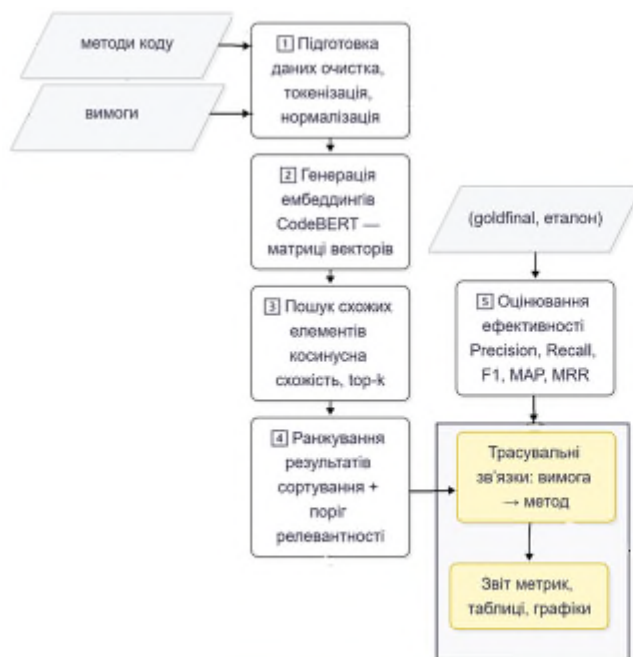 методи коду
вимоги
1 Підготовка
даних очистка,
токенізація,
нормалізація
2 Генерація
ембеддингів
CodeBERT —
матриці векторів
3 Пошук схожих
елементів
косинусна
схожість, top-k
4 Ранжування
результатів
сортування +
поріг
релевантності
(goldfinal, еталон)
5 Оцінювання
ефективності
Precision, Recall,
F1, MAP, MRR
Трасувальні
зв'язки: вимога
→ метод
Звіт метрик,
таблиці, графіки